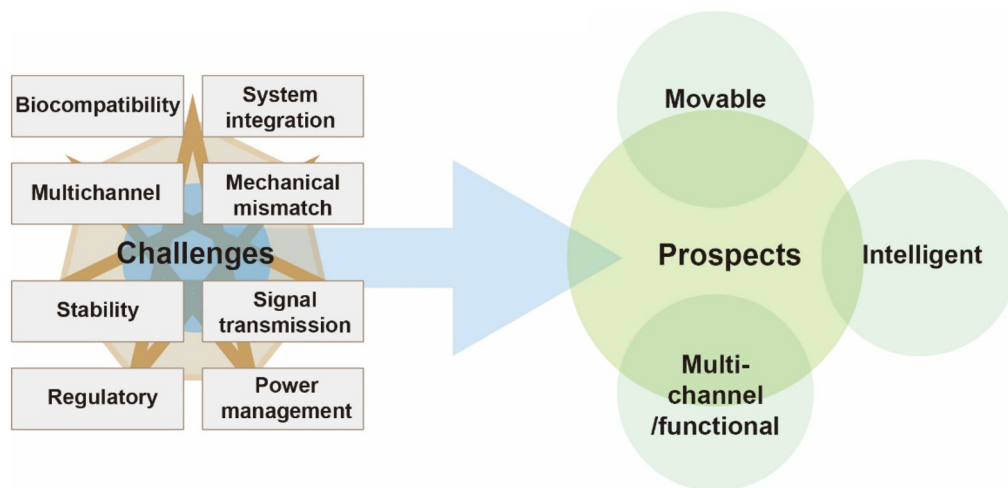 Biocompatibility
System
integration
Multichannel
Mechanical
mismatch
Challenges
Stability
Signal
transmission
Regulatory
Power
management
Movable
Prospects
Intelligent
Multi-
channel
/functional